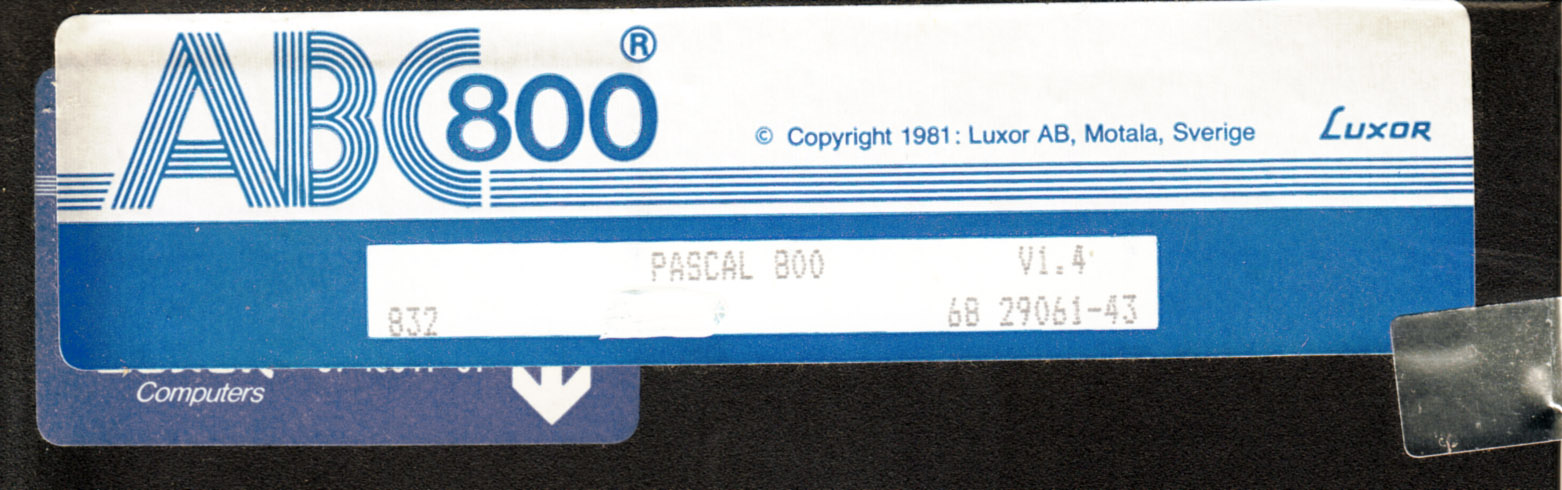 ABC800®
© Copyright 1981: Luxor AB, Motala, Sverige
LUXOR
PASCAL 800 V1.4
832 68 29061-43
Computers